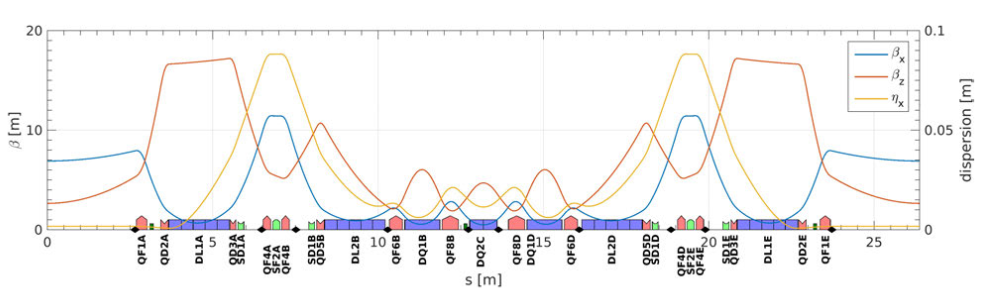 20
0.1
βx
βz
ηx
β [m]
10
0.05
dispersion [m]
0
0
0
5
10
15
20
25
QF1A
QD2A
DL1A
QD3A
SD1A
QF4A
SF2A
QF4B
SD1B
QD5B
DL2B
QF6B
DQ1B
QF8B
DQ2C
QF8D
DQ1D
QF6D
DL2D
QD5D
SD1D
QF4D
SF2E
QF4E
SD1E
QD3E
DL1E
QD2E
QF1E
s [m]